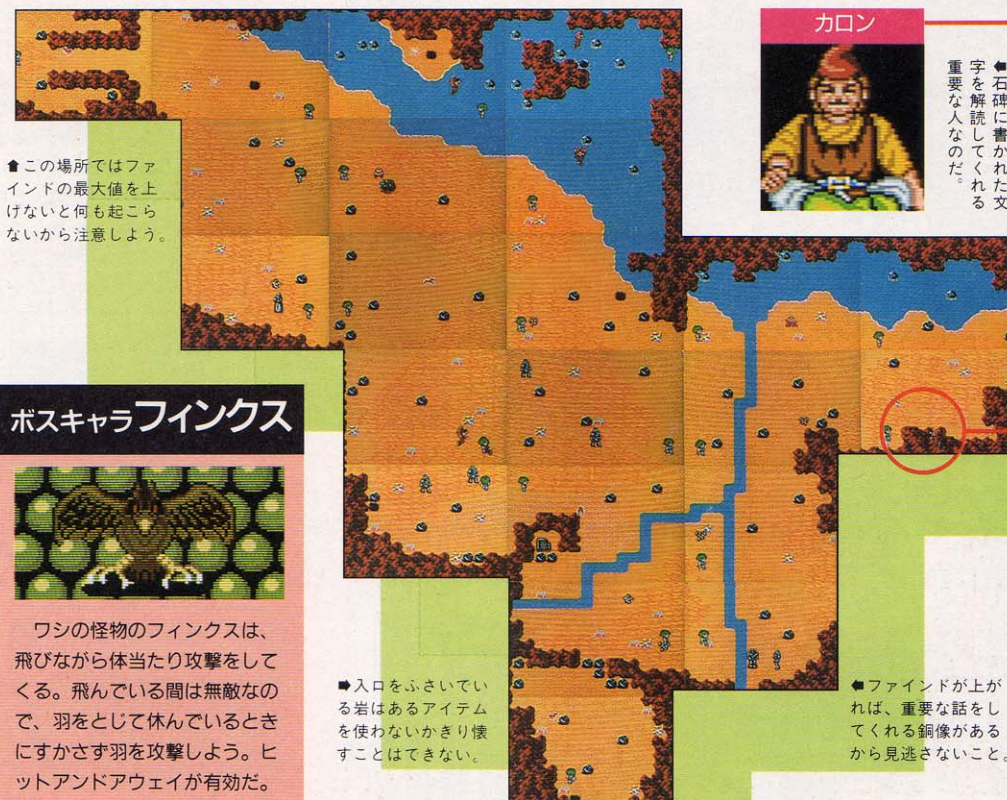 カロン
⬅石碑に書かれた文
字を解読してくれる
重要な人なのだ。
⬆この場所ではファ
インドの最大値を上
げないと何も起こら
ないから注意しよう。
ボスキャラフィンクス
ワシの怪物のフィンクスは、
飛びながら体当たり攻撃をして
くる。飛んでいる間は無敵なの
で、羽をとじて休んでいるとき
にすかさず羽を攻撃しよう。ヒ
ットアンドアウェイが有効だ。
➡入口をふさいてい
る岩はあるアイテム
を使わないかぎり懐
すことはできない。
⬅ファインドが上が
れば、重要な話をし
てくれる銅像がある
から見逃さないこと。